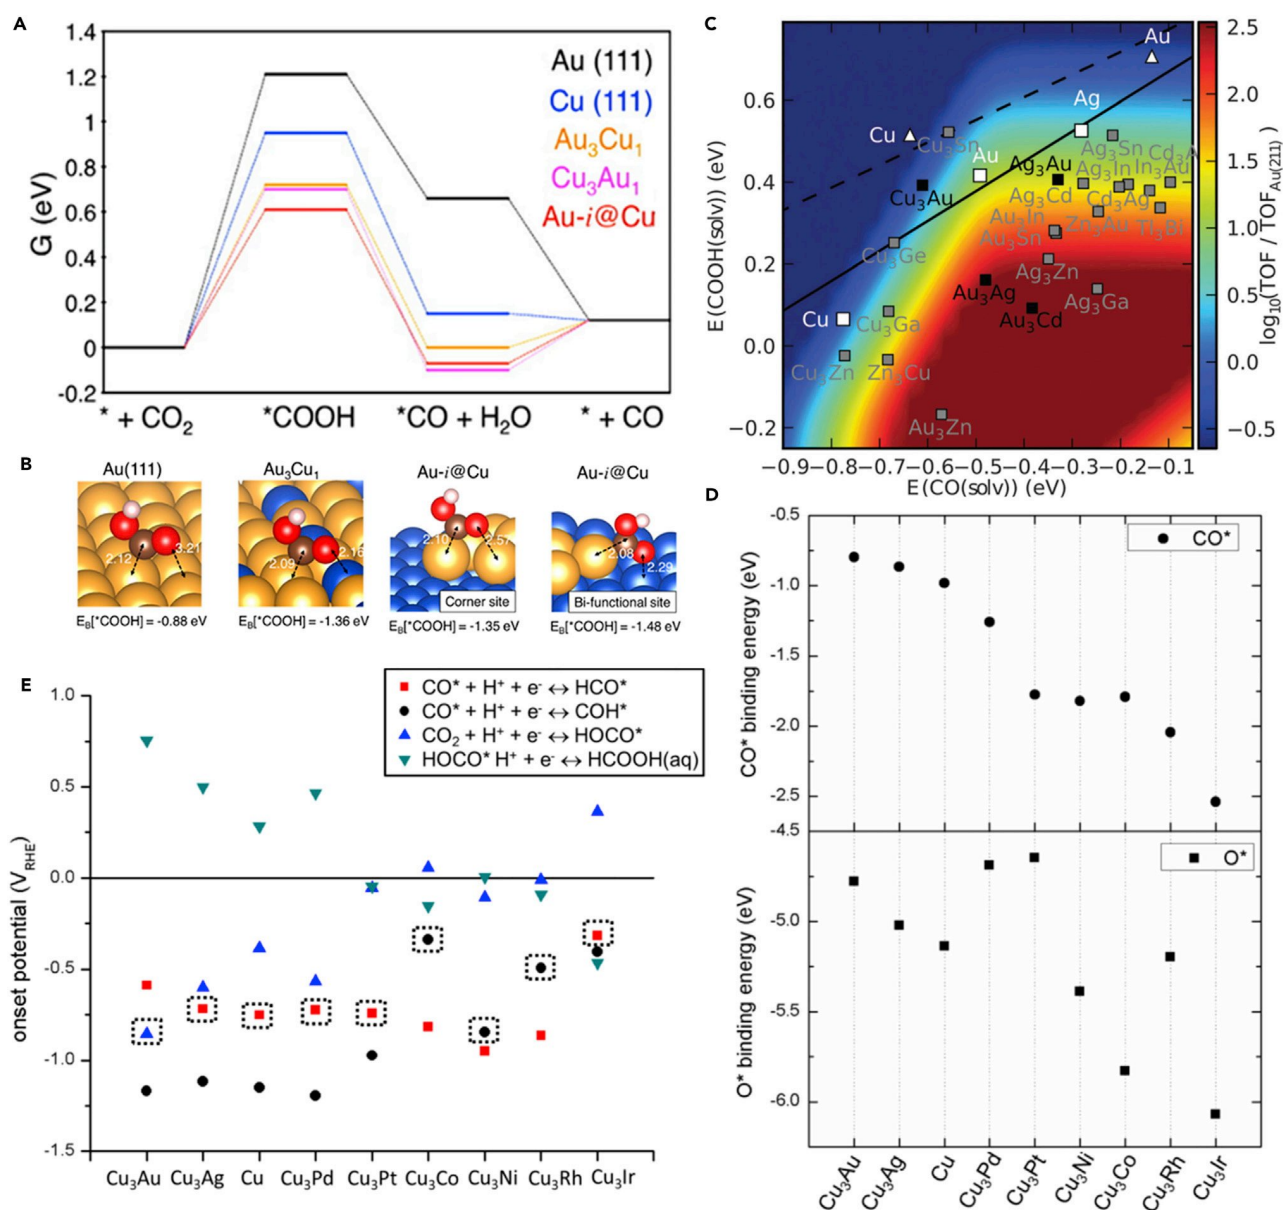 A
1.4
1.2
1
0.8
0.6
0.4
0.2
0
-0.2
G (eV)
Au (111)
Cu (111)
Au₃Cu₁
Cu₃Au₁
Au-i@Cu
* + CO₂
*COOH
*CO + H₂O
* + CO
B
Au(111)
2.12
3.21
E_B[*COOH] = -0.88 eV
Au₃Cu₁
2.09
2.16
E_B[*COOH] = -1.36 eV
Au-i@Cu
2.10
2.57
Corner site
E_B[*COOH] = -1.35 eV
Au-i@Cu
2.08
2.29
Bi-functional site
E_B[*COOH] = -1.48 eV
C
E(COOH(solv)) (eV)
0.6
0.4
0.2
0.0
−0.2
Au
Ag
Cu
Cu₃Sn
Au
Ag₃Au
Ag₃Sn
Cd₃A
Ag₃In
In₃Au
Cu₃Au
Ag₃Cd
Cd₃Ag
Au₃In
Zn₃Au
Ti₃Bi
Au₃Sn
Cu₃Ge
Ag₃Zn
Au₃Ag
Ag₃Ga
Cu
Cu₃Ga
Au₃Cd
Cu₃Zn
Zn₃Cu
Au₃Zn
−0.9
−0.8
−0.7
−0.6
−0.5
−0.4
−0.3
−0.2
−0.1
E(CO(solv)) (eV)
2.5
2.0
1.5
1.0
0.5
0.0
−0.5
log₁₀(TOF / TOF_Au(211))
D
-0.5
-1.0
-1.5
-2.0
-2.5
-4.5
-5.0
-5.5
-6.0
CO* binding energy (eV)
O* binding energy (eV)
CO*
O*
Cu₃Au
Cu₃Ag
Cu
Cu₃Pd
Cu₃Pt
Cu₃Ni
Cu₃Co
Cu₃Rh
Cu₃Ir
E
1.0
0.5
0.0
-0.5
-1.0
-1.5
onset potential (V_RHE)
CO* + H⁺ + e⁻ ↔ HCO*
CO* + H⁺ + e⁻ ↔ COH*
CO₂ + H⁺ + e⁻ ↔ HOCO*
HOCO* H⁺ + e⁻ ↔ HCOOH(aq)
Cu₃Au
Cu₃Ag
Cu
Cu₃Pd
Cu₃Pt
Cu₃Co
Cu₃Ni
Cu₃Rh
Cu₃Ir